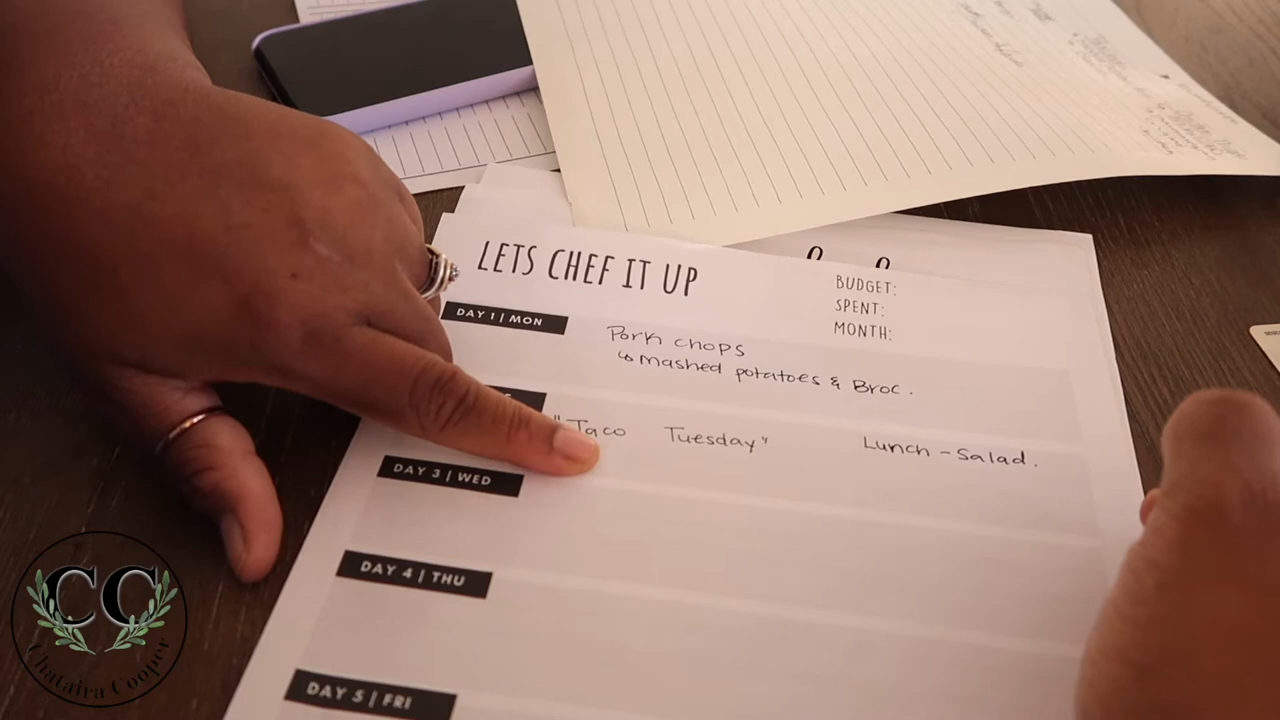 LETS CHEF IT UP
BUDGET:
SPENT:
MONTH:
DAY 1 | MON
Pork chops
↳ mashed potatoes & Broc.
"Taco Tuesday" Lunch - Salad.
DAY 3 | WED
DAY 4 | THU
DAY 5 | FRI
CC
Chataira Cooper